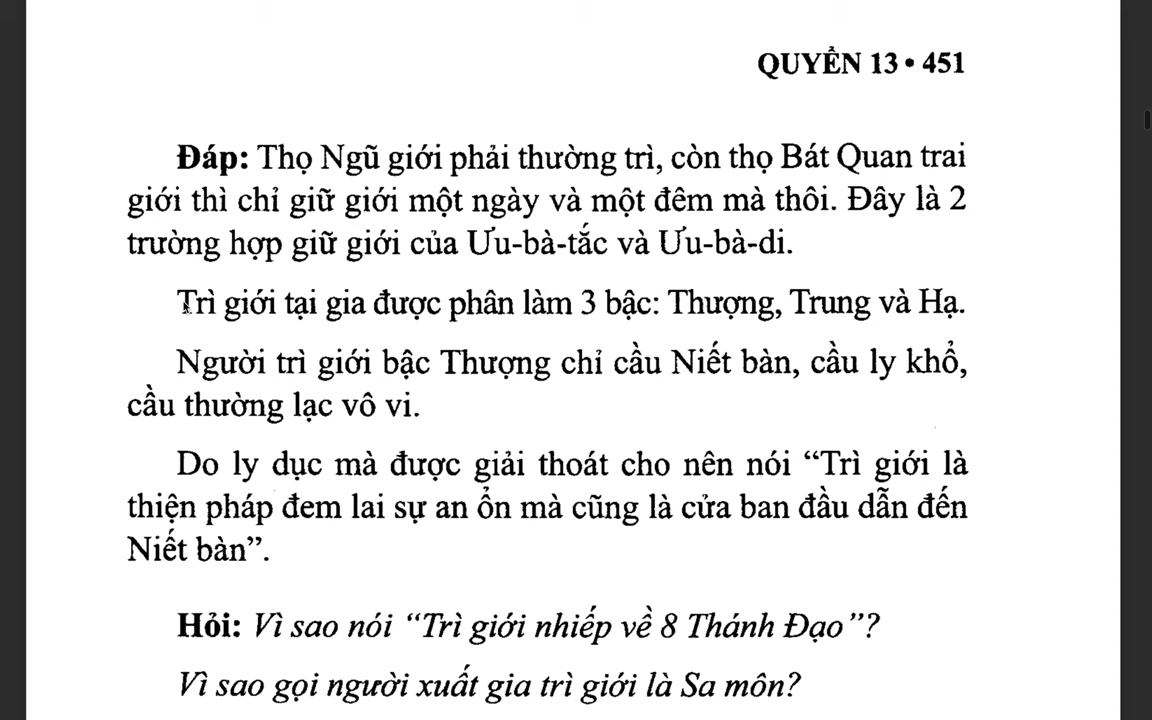 QUYỂN 13 • 451
Đáp: Thọ Ngũ giới phải thường trì, còn thọ Bát Quan trai
giới thì chỉ giữ giới một ngày và một đêm mà thôi. Đây là 2
trường hợp giữ giới của Ưu-bà-tắc và Ưu-bà-di.
Trì giới tại gia được phân làm 3 bậc: Thượng, Trung và Hạ.
Người trì giới bậc Thượng chỉ cầu Niết bàn, cầu ly khổ,
cầu thường lạc vô vi.
Do ly dục mà được giải thoát cho nên nói “Trì giới là
thiện pháp đem lai sự an ổn mà cũng là cửa ban đầu dẫn đến
Niết bàn”.
Hỏi: Vì sao nói “Trì giới nhiếp về 8 Thánh Đạo”?
Vì sao gọi người xuất gia trì giới là Sa môn?